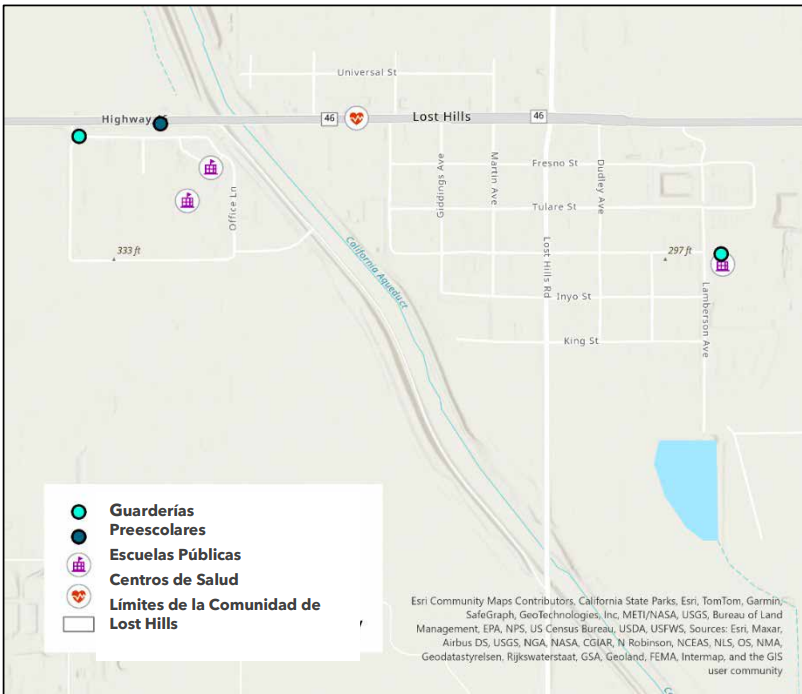 Universal St
Highway
46
Lost Hills
46
Fresno St
Giddings Ave
Martin Ave
Dudley Ave
Tulare St
Office Ln
333 ft
California Aqueduct
Lost Hills Rd
297 ft
Inyo St
Lamberson Ave
King St
Guarderías
Preescolares
Escuelas Públicas
Centros de Salud
Límites de la Comunidad de
Lost Hills
Esri Community Maps Contributors, California State Parks, Esri, TomTom, Garmin,
SafeGraph, GeoTechnologies, Inc, METI/NASA, USGS, Bureau of Land
Management, EPA, NPS, US Census Bureau, USDA, USFWS, Sources: Esri, Maxar,
Airbus DS, USGS, NGA, NASA, CGIAR, N Robinson, NCEAS, NLS, OS, NMA,
Geodatastyrelsen, Rijkswaterstaat, GSA, Geoland, FEMA, Intermap, and the GIS
user community